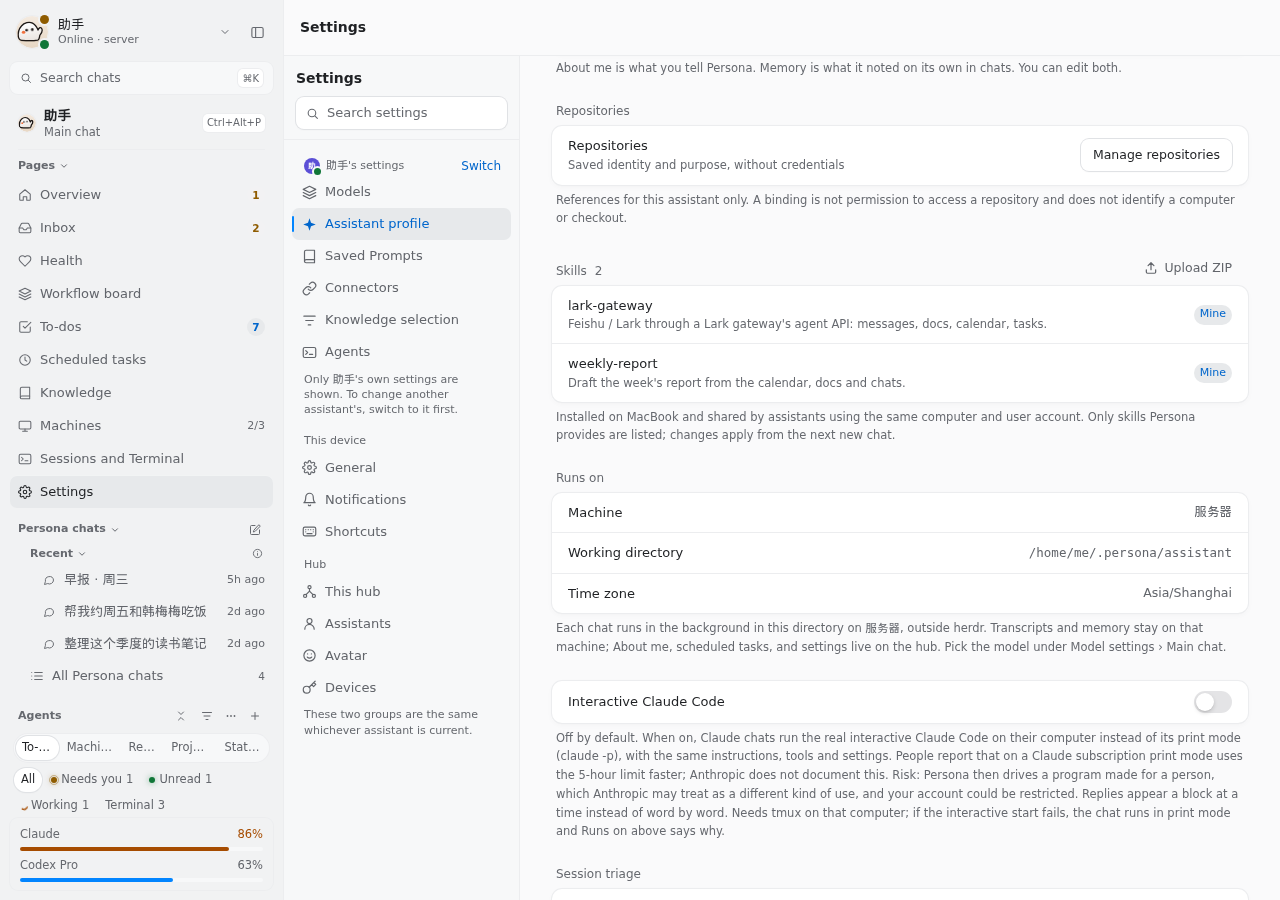 助手
Online · server
Search chats
⌘K
助手
Main chat
Ctrl+Alt+P
Pages
Overview
1
Inbox
2
Health
Workflow board
To-dos
7
Scheduled tasks
Knowledge
Machines
2/3
Sessions and Terminal
Settings
Persona chats
Recent
早报 · 周三
5h ago
帮我约周五和韩梅梅吃饭
2d ago
整理这个季度的读书笔记
2d ago
All Persona chats
4
Agents
To-...
Machi...
Re...
Proj...
Stat...
All
Needs you 1
Unread 1
Working 1
Terminal 3
Claude
86%
Codex Pro
63%
Settings
Settings
Search settings
助手's settings
Switch
Models
Assistant profile
Saved Prompts
Connectors
Knowledge selection
Agents
Only 助手's own settings are
shown. To change another
assistant's, switch to it first.
This device
General
Notifications
Shortcuts
Hub
This hub
Assistants
Avatar
Devices
These two groups are the same
whichever assistant is current.
About me is what you tell Persona. Memory is what it noted on its own in chats. You can edit both.
Repositories
Repositories
Saved identity and purpose, without credentials
Manage repositories
References for this assistant only. A binding is not permission to access a repository and does not identify a computer
or checkout.
Skills 2
Upload ZIP
lark-gateway
Feishu / Lark through a Lark gateway's agent API: messages, docs, calendar, tasks.
Mine
weekly-report
Draft the week's report from the calendar, docs and chats.
Mine
Installed on MacBook and shared by assistants using the same computer and user account. Only skills Persona
provides are listed; changes apply from the next new chat.
Runs on
Machine
服务器
Working directory
/home/me/.persona/assistant
Time zone
Asia/Shanghai
Each chat runs in the background in this directory on 服务器, outside herdr. Transcripts and memory stay on that
machine; About me, scheduled tasks, and settings live on the hub. Pick the model under Model settings › Main chat.
Interactive Claude Code
Off by default. When on, Claude chats run the real interactive Claude Code on their computer instead of its print mode
(claude -p), with the same instructions, tools and settings. People report that on a Claude subscription print mode uses
the 5-hour limit faster; Anthropic does not document this. Risk: Persona then drives a program made for a person,
which Anthropic may treat as a different kind of use, and your account could be restricted. Replies appear a block at a
time instead of word by word. Needs tmux on that computer; if the interactive start fails, the chat runs in print mode
and Runs on above says why.
Session triage